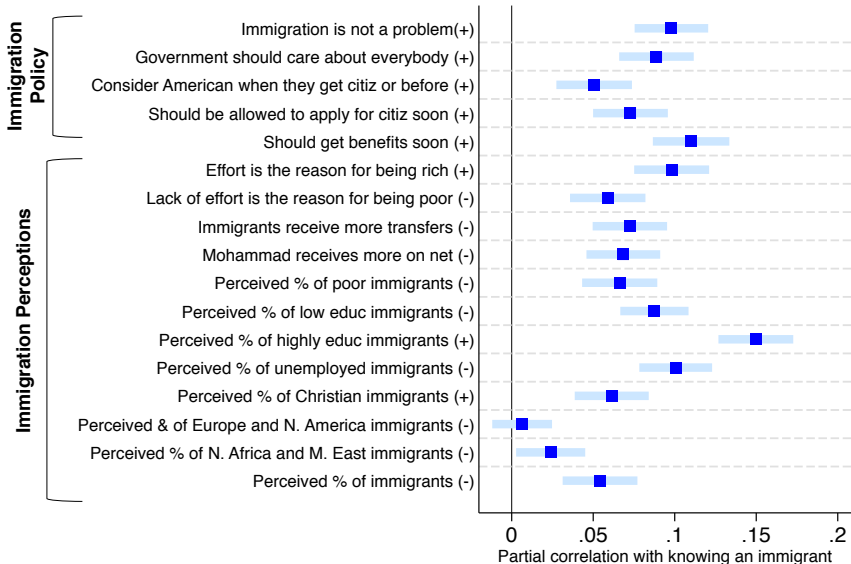 Immigration
Policy
Immigration is not a problem(+)
Government should care about everybody (+)
Consider American when they get citiz or before (+)
Should be allowed to apply for citiz soon (+)
Should get benefits soon (+)
Immigration Perceptions
Effort is the reason for being rich (+)
Lack of effort is the reason for being poor (-)
Immigrants receive more transfers (-)
Mohammad receives more on net (-)
Perceived % of poor immigrants (-)
Perceived % of low educ immigrants (-)
Perceived % of highly educ immigrants (+)
Perceived % of unemployed immigrants (-)
Perceived % of Christian immigrants (+)
Perceived & of Europe and N. America immigrants (-)
Perceived % of N. Africa and M. East immigrants (-)
Perceived % of immigrants (-)
0 .05 .1 .15 .2
Partial correlation with knowing an immigrant